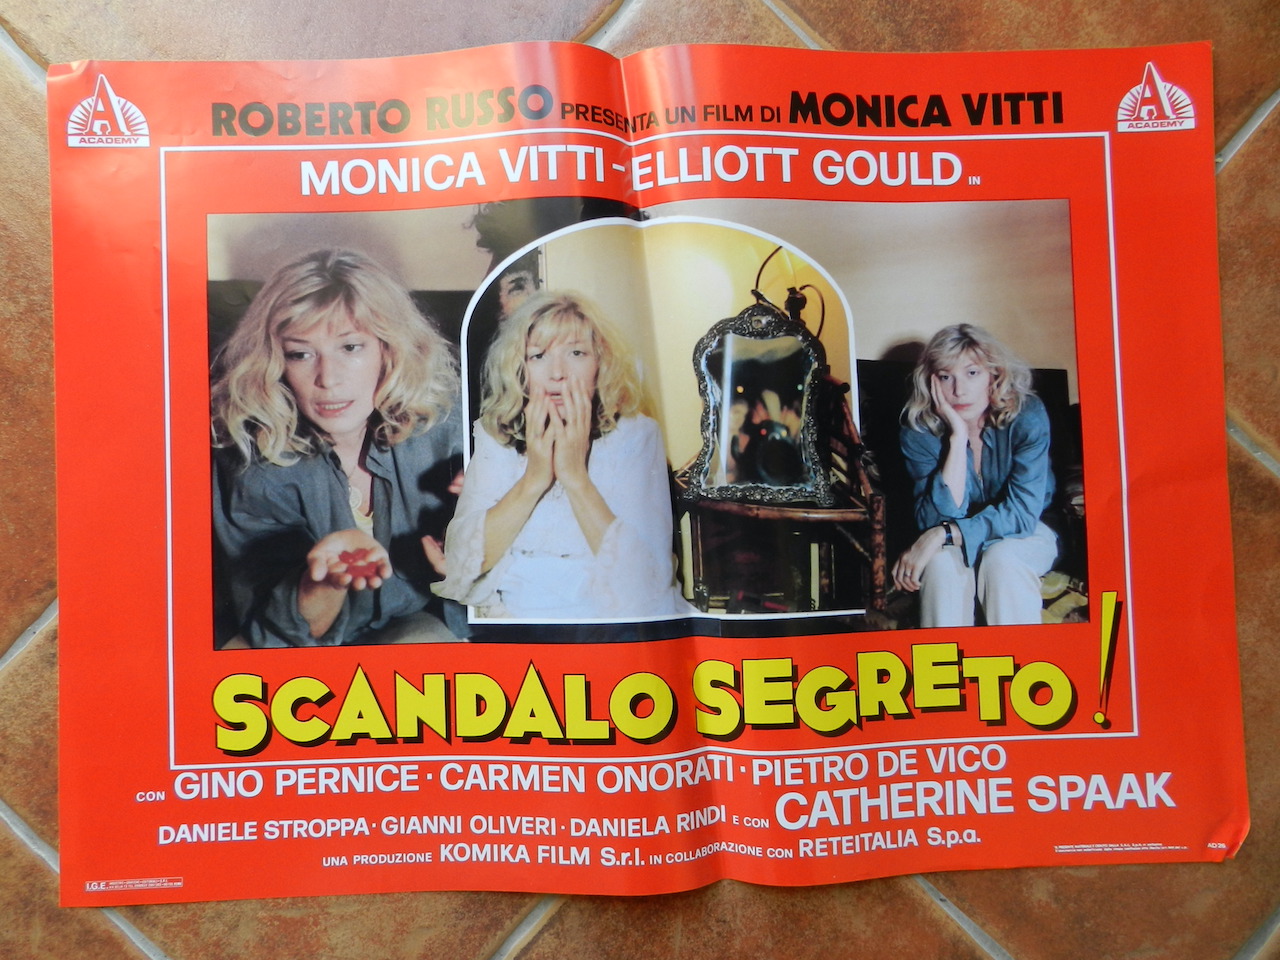 A
ACADEMY
A
ACADEMY
ROBERTO RUSSO PRESENTA UN FILM DI MONICA VITTI
MONICA VITTI - ELLIOTT GOULD IN
SCANDALO SEGRETO!
CON GINO PERNICE · CARMEN ONORATI · PIETRO DE VICO
DANIELE STROPPA · GIANNI OLIVERI · DANIELA RINDI E CON CATHERINE SPAAK
UNA PRODUZIONE KOMIKA FILM S.r.l. IN COLLABORAZIONE CON RETEITALIA S.p.a.
I.G.E.
AD 26